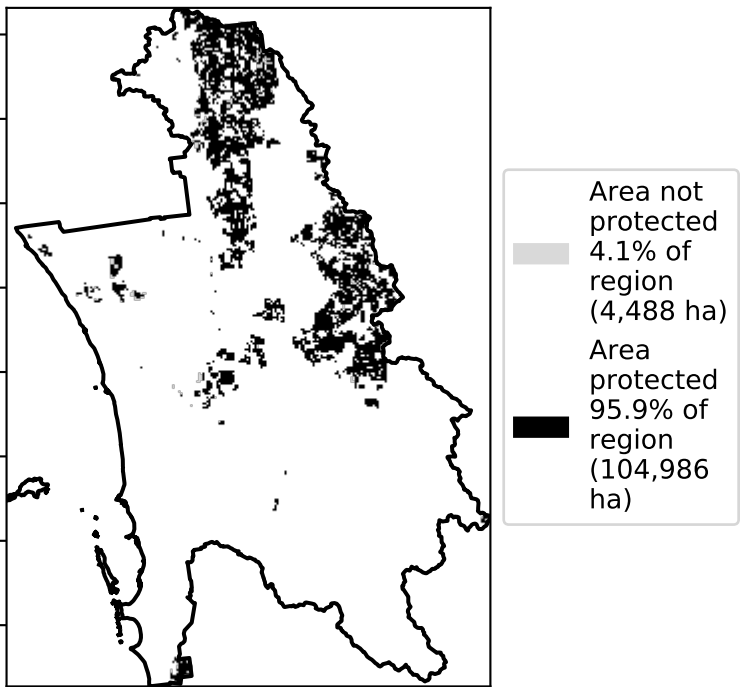 Area not
protected
4.1% of
region
(4,488 ha)
Area
protected
95.9% of
region
(104,986
ha)